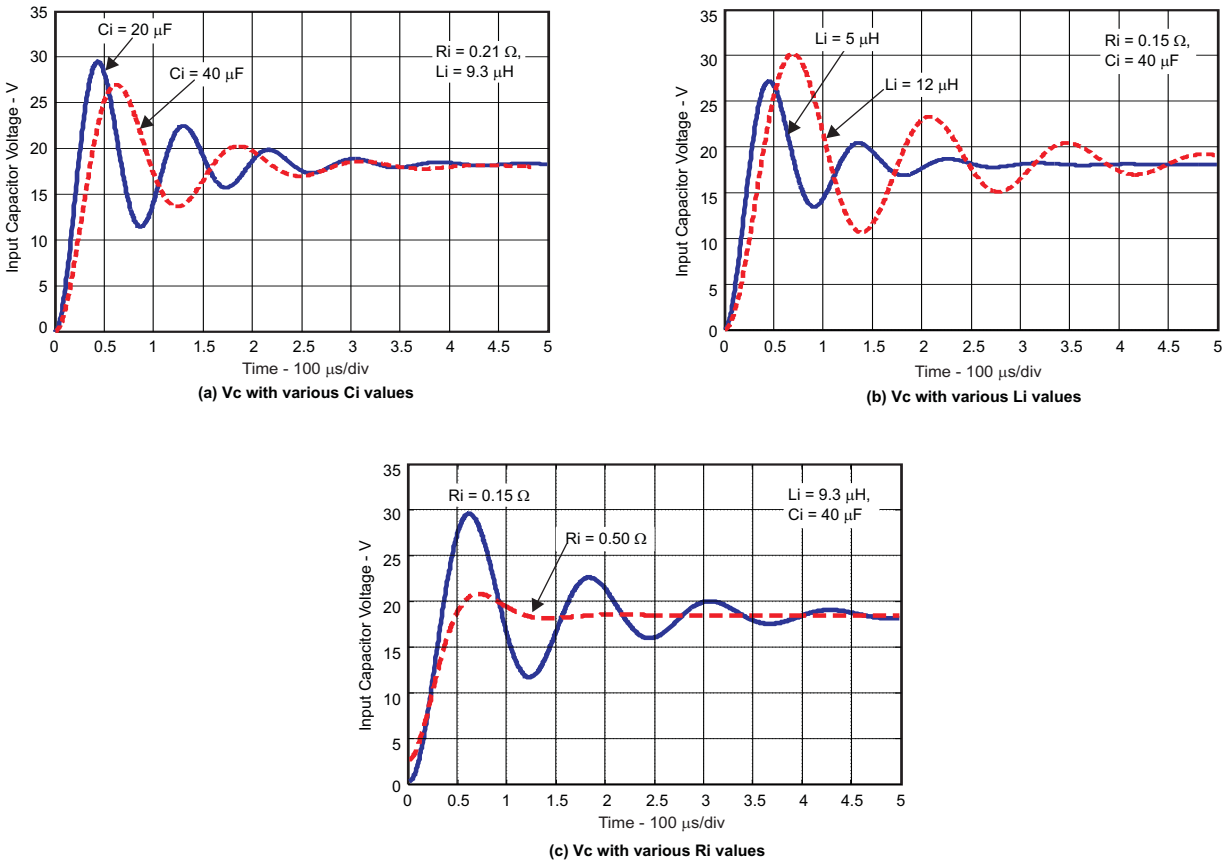 Ci = 20 μF
Ci = 40 μF
Ri = 0.21 Ω,
Li = 9.3 μH
Input Capacitor Voltage - V
35
30
25
20
15
10
5
0
0 0.5 1 1.5 2 2.5 3 3.5 4 4.5 5
Time - 100 μs/div
(a) Vc with various Ci values
Li = 5 μH
Li = 12 μH
Ri = 0.15 Ω,
Ci = 40 μF
Input Capacitor Voltage - V
35
30
25
20
15
10
5
0
0 0.5 1 1.5 2 2.5 3 3.5 4 4.5 5
Time - 100 μs/div
(b) Vc with various Li values
Ri = 0.15 Ω
Ri = 0.50 Ω
Li = 9.3 μH,
Ci = 40 μF
Input Capacitor Voltage - V
35
30
25
20
15
10
5
0
0 0.5 1 1.5 2 2.5 3 3.5 4 4.5 5
Time - 100 μs/div
(c) Vc with various Ri values